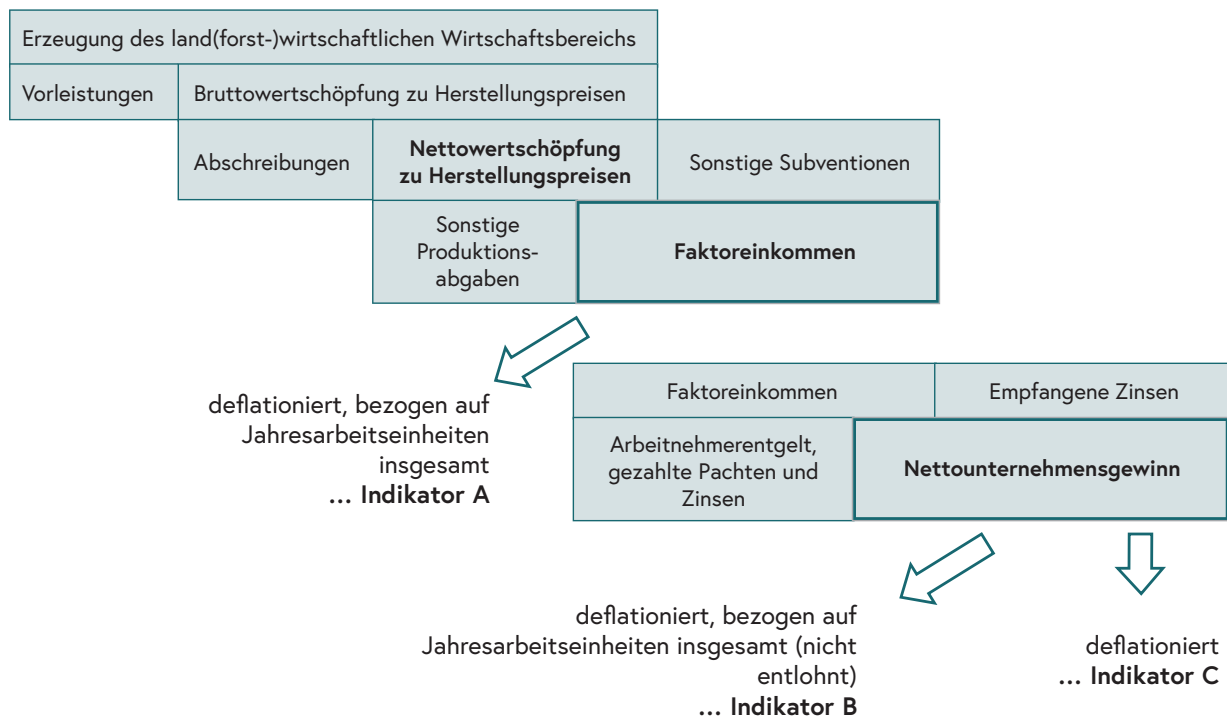 Erzeugung des land(forst-)wirtschaftlichen Wirtschaftsbereichs
Vorleistungen
Bruttowertschöpfung zu Herstellungspreisen
Abschreibungen
Nettowertschöpfung
zu Herstellungspreisen
Sonstige Subventionen
Sonstige
Produktions-
abgaben
Faktoreinkommen
deflationiert, bezogen auf
Jahresarbeitseinheiten
insgesamt
... Indikator A
Faktoreinkommen
Empfangene Zinsen
Arbeitnehmerentgelt,
gezahlte Pachten und
Zinsen
Nettounternehmensgewinn
deflationiert, bezogen auf
Jahresarbeitseinheiten insgesamt (nicht
entlohnt)
... Indikator B
deflationiert
... Indikator C